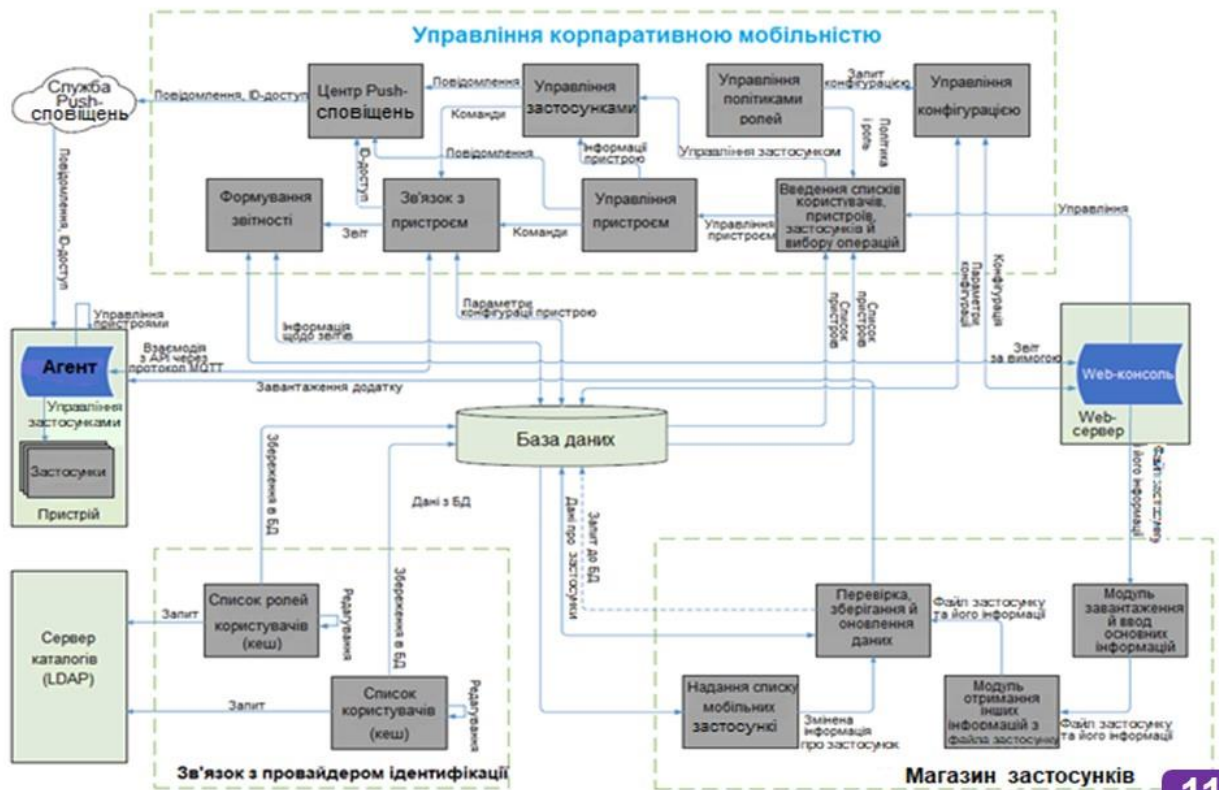 Управління корпаративною мобільністю
Служба
Push-
сповіщень
Повідомлення, ID-доступ
Центр Push-
сповіщень
Повідомлення
Управління
застосунками
Управління
політиками
ролей
Запит
конфігурацією
Управління
конфігурацією
Команди
Повідомлення
Інформації
пристрою
Управління застосунком
Політика
і роль
ID-доступ
Повідомлення, ID-доступ
Формування
звітності
Звіт
Зв'язок з
пристроєм
Команди
Управління
пристроєм
Управління
пристроєм
Введення списків
користувачів,
пристроїв,
застосунків й
вибору операцій
Управління
Параметри
конфігурації
Конфігурація
Управління
пристроями
Агент
Взаємодія
з API через
протокол MQTT
Інформація
щодо звітів
Параметри
конфігурації пристрою
Список
пристроїв
Список
пристроїв
Звіт
за вимогою
Web-консоль
Web-
сервер
Завантаження додатку
Управління
застосунками
Застосунки
Пристрій
База даних
Збереження в БД
Дані з БД
Збереження в БД
Дані про застосунки
Запит до БД
Файл застосунку
і його інформації
Сервер
каталогів
(LDAP)
Запит
Список ролей
користувачів
(кеш)
Редагування
Запит
Список
користувачів
(кеш)
Редагування
Зв'язок з провайдером ідентифікації
Перевірка,
зберігання й
оновлення
даних
Файл застосунку
та його інформації
Модуль
завантаження
й ввод
основних
інформацій
Надання списку
мобільних
застосункі
Змінена
інформація
про застосунок
Модуль
отримання
інших
інформацій з
файла застосунку
Файл застосунку
та його інформації
Магазин застосунків
11